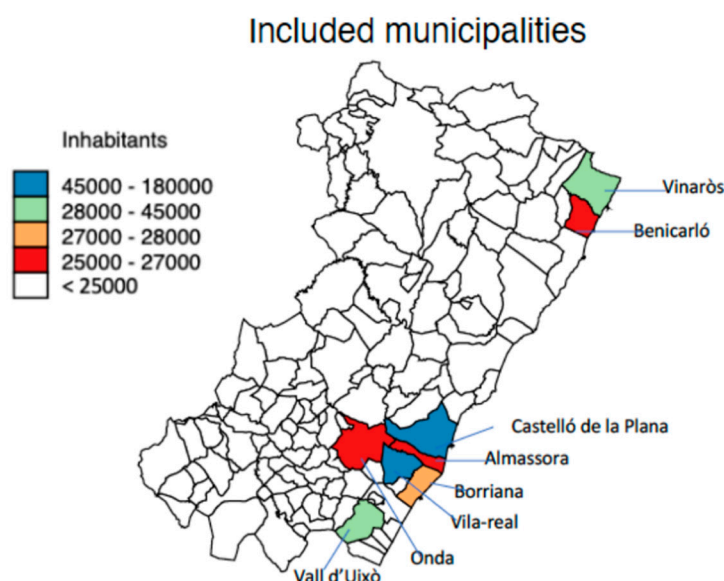 Included municipalities
Inhabitants
45000 - 180000
28000 - 45000
27000 - 28000
25000 - 27000
< 25000
Vinaròs
Benicarló
Castelló de la Plana
Almassora
Borriana
Vila-real
Onda
Vall d'Uixò